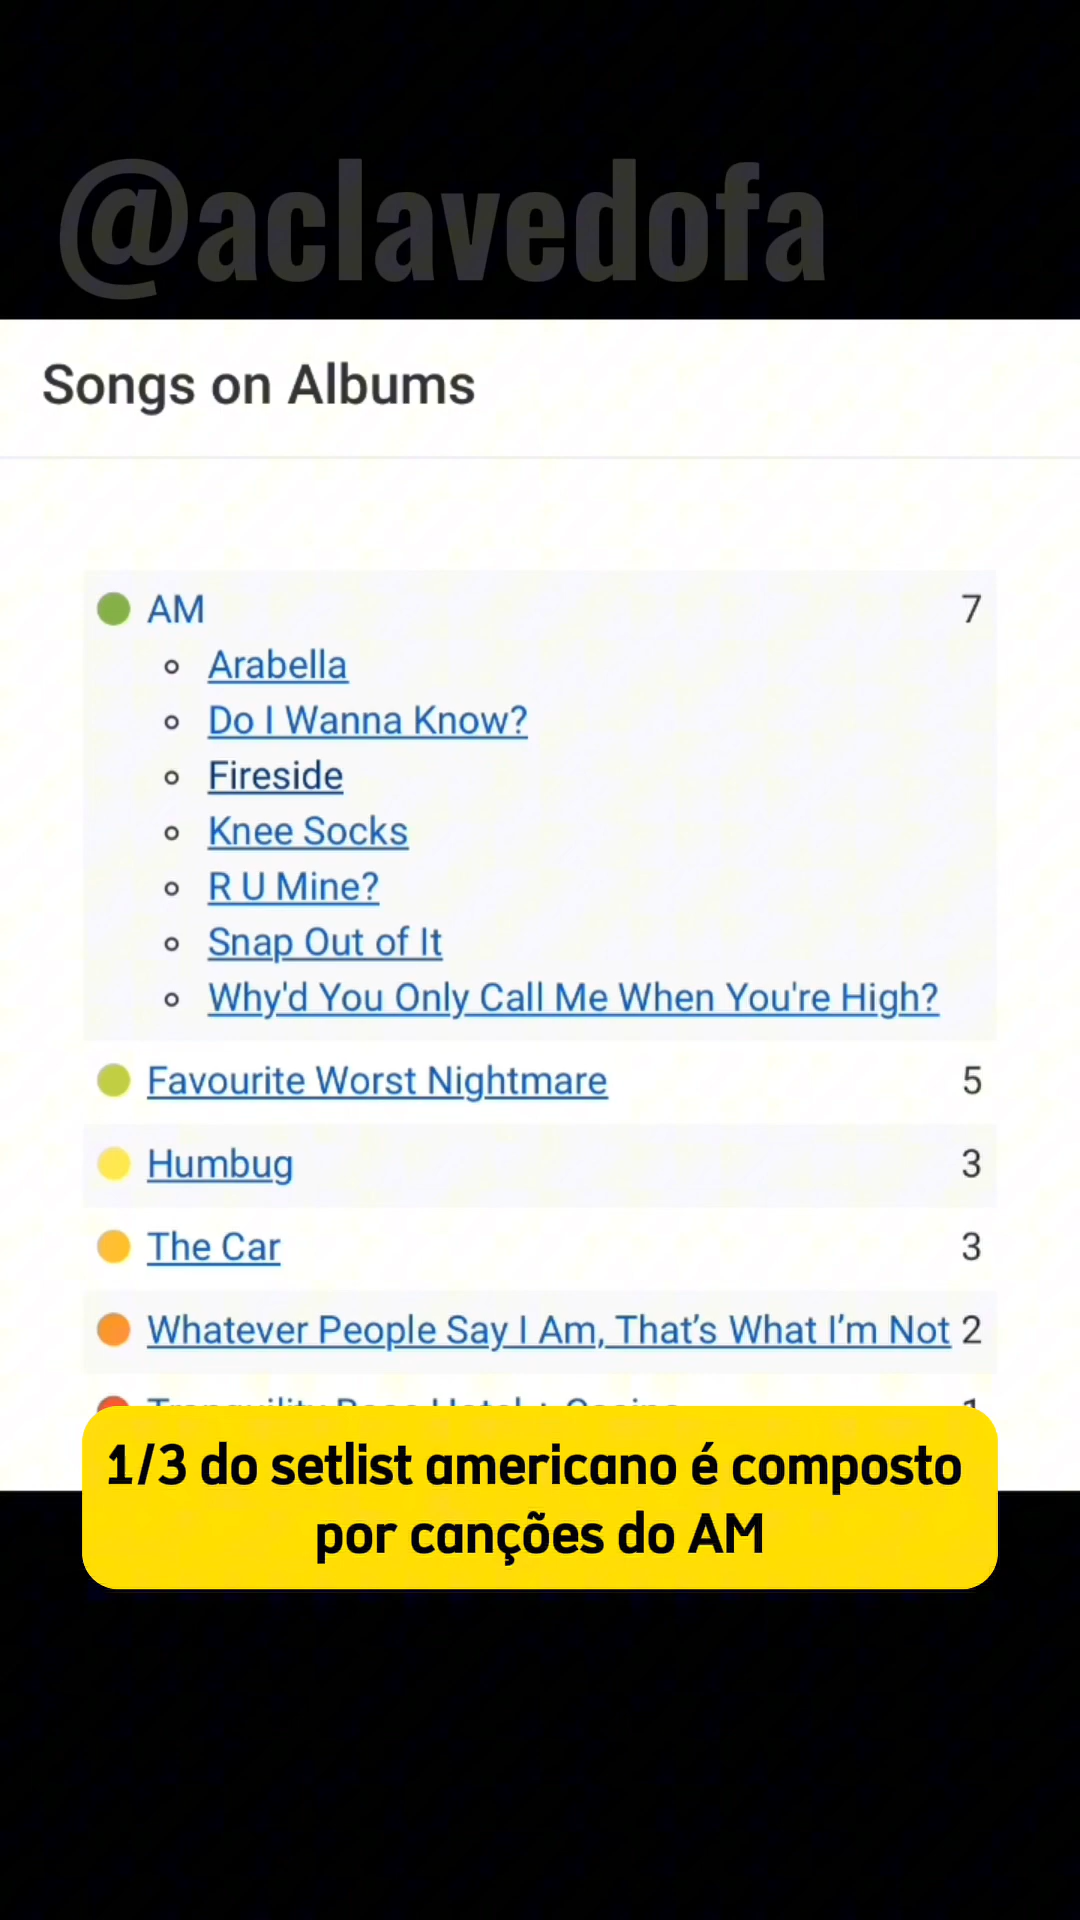 @aclavedofa
Songs on Albums
AM 7
Arabella
Do I Wanna Know?
Fireside
Knee Socks
R U Mine?
Snap Out of It
Why'd You Only Call Me When You're High?
Favourite Worst Nightmare 5
Humbug 3
The Car 3
Whatever People Say I Am, That’s What I’m Not 2
1/3 do setlist americano é composto
por canções do AM